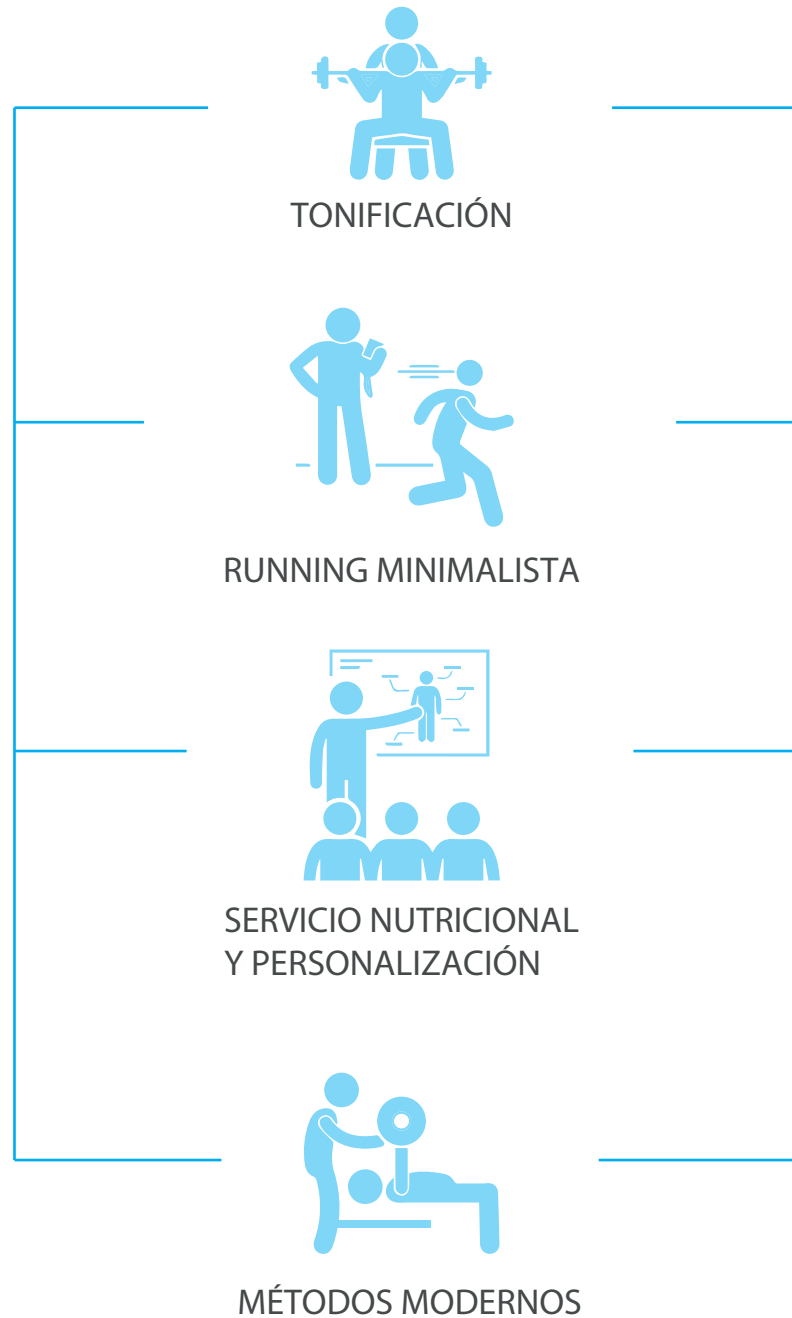 TONIFICACIÓN
RUNNING MINIMALISTA
SERVICIO NUTRICIONAL
Y PERSONALIZACIÓN
MÉTODOS MODERNOS